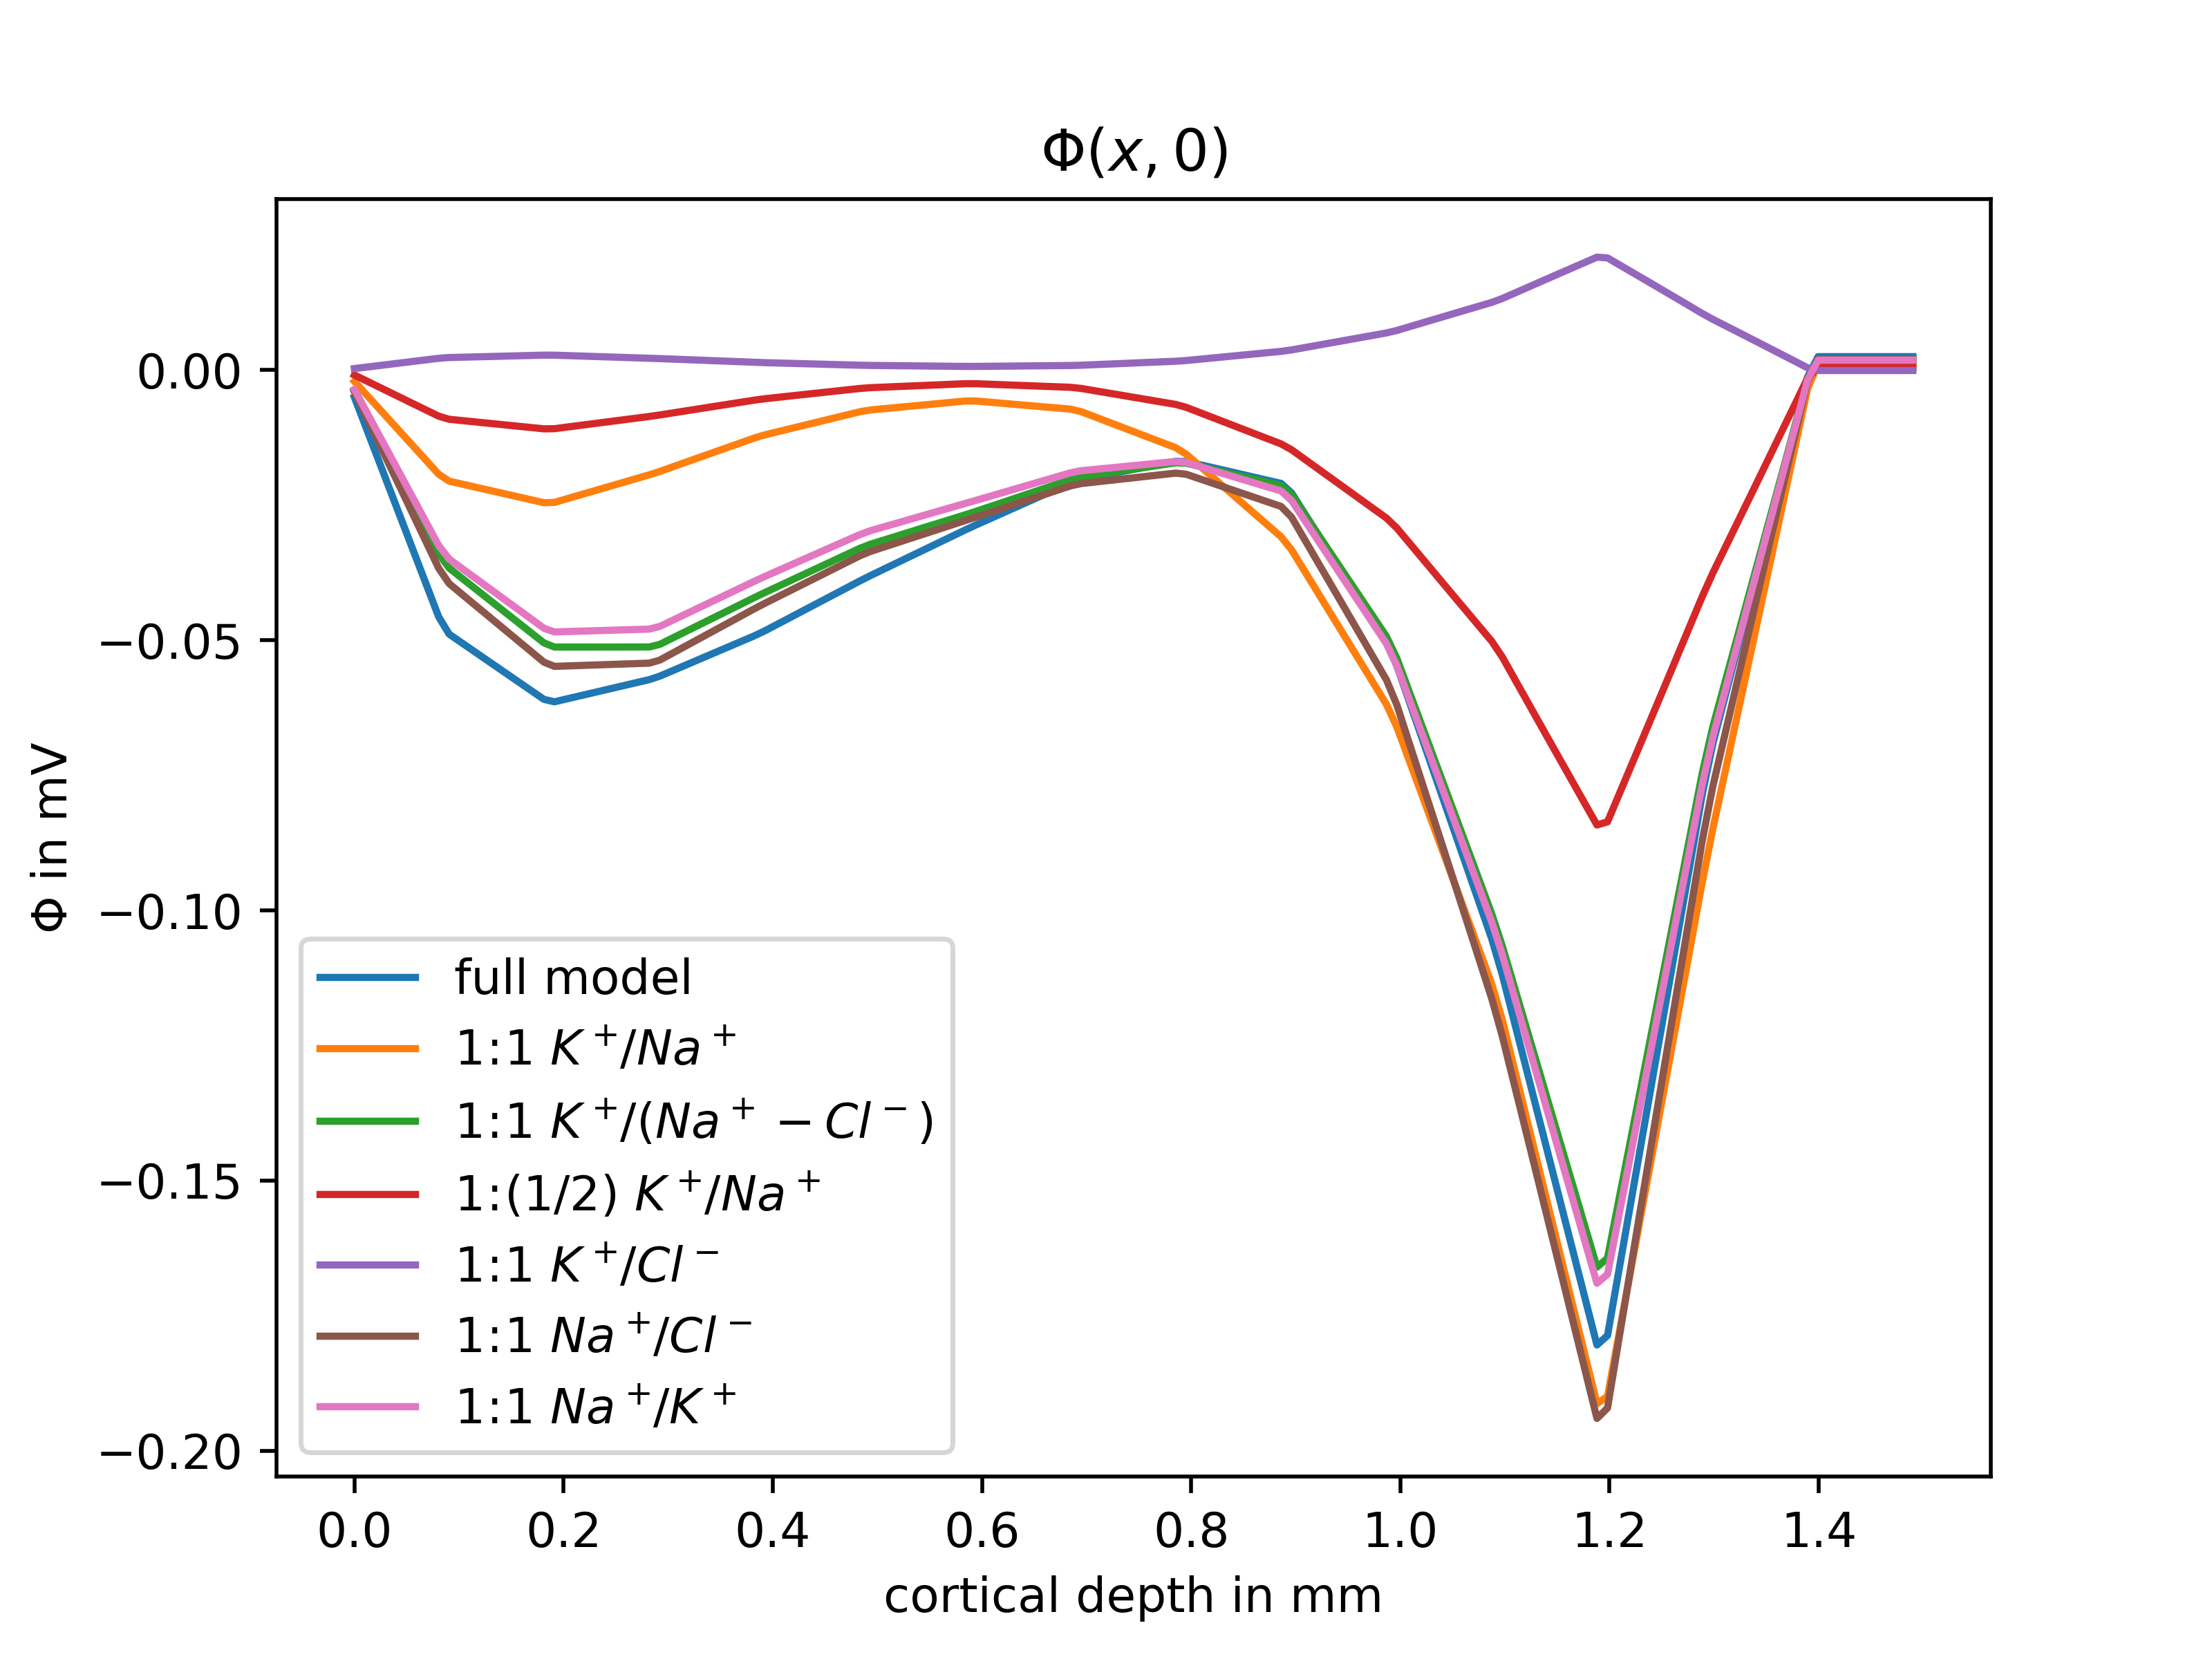 Φ(x, 0)
Φ in mV
0.00
−0.05
−0.10
−0.15
−0.20
full model
1:1 K⁺/Na⁺
1:1 K⁺/(Na⁺ − Cl⁻)
1:(1/2) K⁺/Na⁺
1:1 K⁺/Cl⁻
1:1 Na⁺/Cl⁻
1:1 Na⁺/K⁺
0.0 0.2 0.4 0.6 0.8 1.0 1.2 1.4
cortical depth in mm